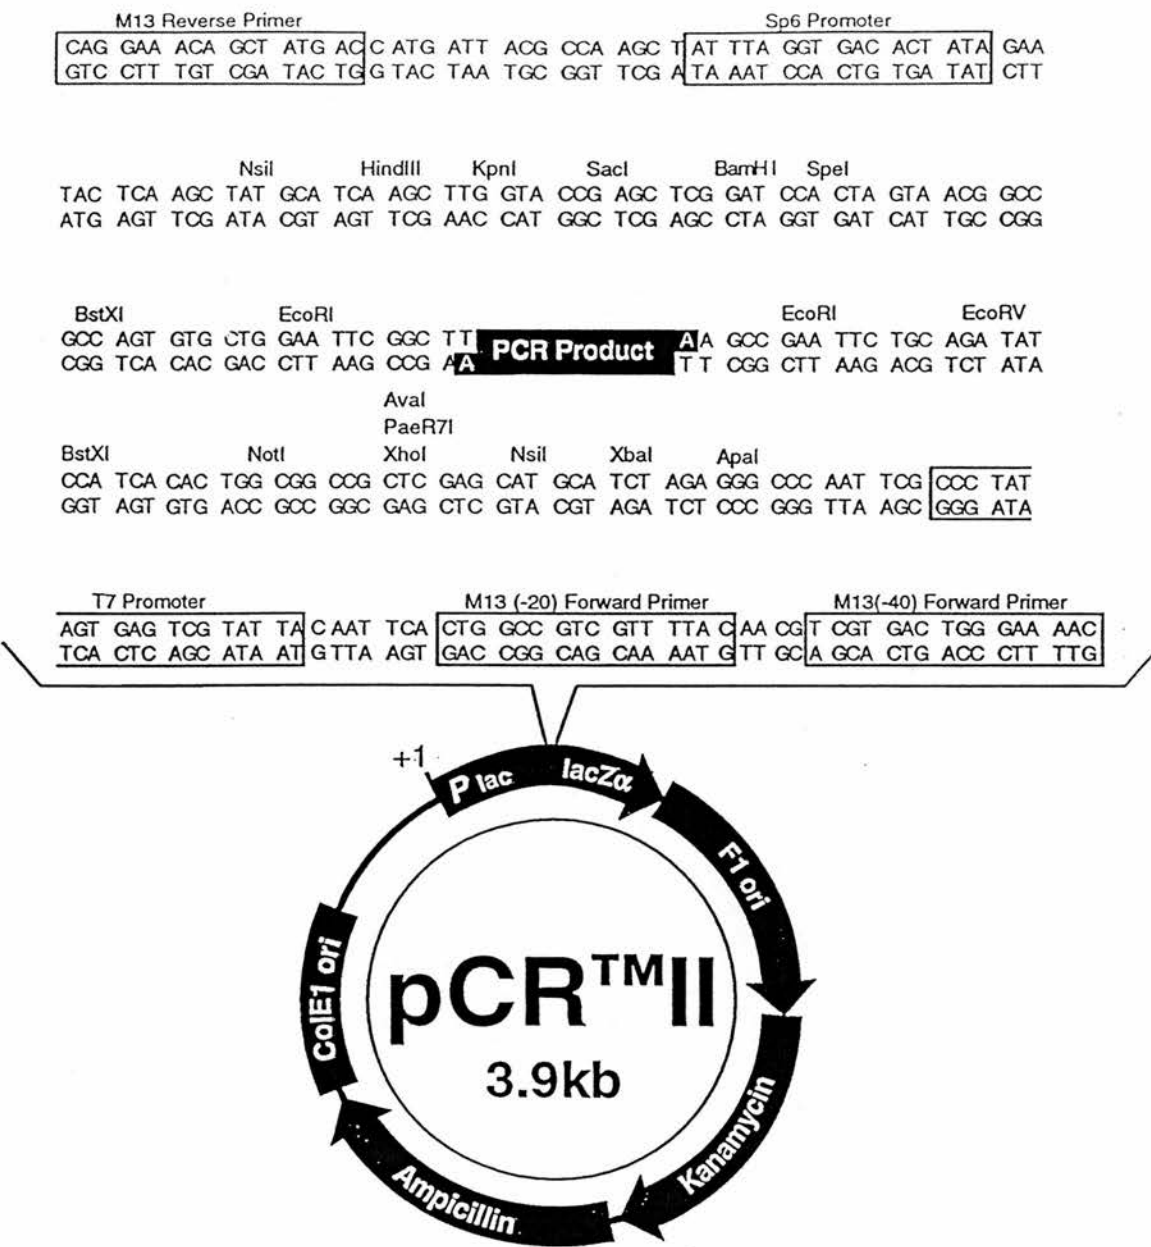 M13 Reverse Primer Sp6 Promoter
CAG GAA ACA GCT ATG AC C ATG ATT ACG CCA AGC T AT TTA GGT GAC ACT ATA GAA
GTC CTT TGT CGA TAC TG G TAC TAA TGC GGT TCG A TA AAT CCA CTG TGA TAT CTT
NsiI HindIII KpnI SacI BamHI SpeI
TAC TCA AGC TAT GCA TCA AGC TTG GTA CCG AGC TCG GAT CCA CTA GTA ACG GCC
ATG AGT TCG ATA CGT AGT TCG AAC CAT GGC TCG AGC CTA GGT GAT CAT TGC CGG
BstXI EcoRI EcoRI EcoRV
GCC AGT GTG CTG GAA TTC GGC TT PCR Product A A GCC GAA TTC TGC AGA TAT
CGG TCA CAC GAC CTT AAG CCG A A T T CGG CTT AAG ACG TCT ATA
AvaI
PaeR7I
BstXI NotI XhoI NsiI XbaI ApaI
CCA TCA CAC TGG CGG CCG CTC GAG CAT GCA TCT AGA GGG CCC AAT TCG CCC TAT
GGT AGT GTG ACC GCC GGC GAG CTC GTA CGT AGA TCT CCC GGG TTA AGC GGG ATA
T7 Promoter M13 (-20) Forward Primer M13(-40) Forward Primer
AGT GAG TCG TAT TA C AAT TCA CTG GCC GTC GTT TTA C AA CG T CGT GAC TGG GAA AAC
TCA CTC AGC ATA AT G TTA AGT GAC CGG CAG CAA AAT G TT GC A GCA CTG ACC CTT TTG
+1 P lac lacZα
F1 ori
ColE1 ori
pCR™II
3.9kb
Kanamycin
Ampicillin